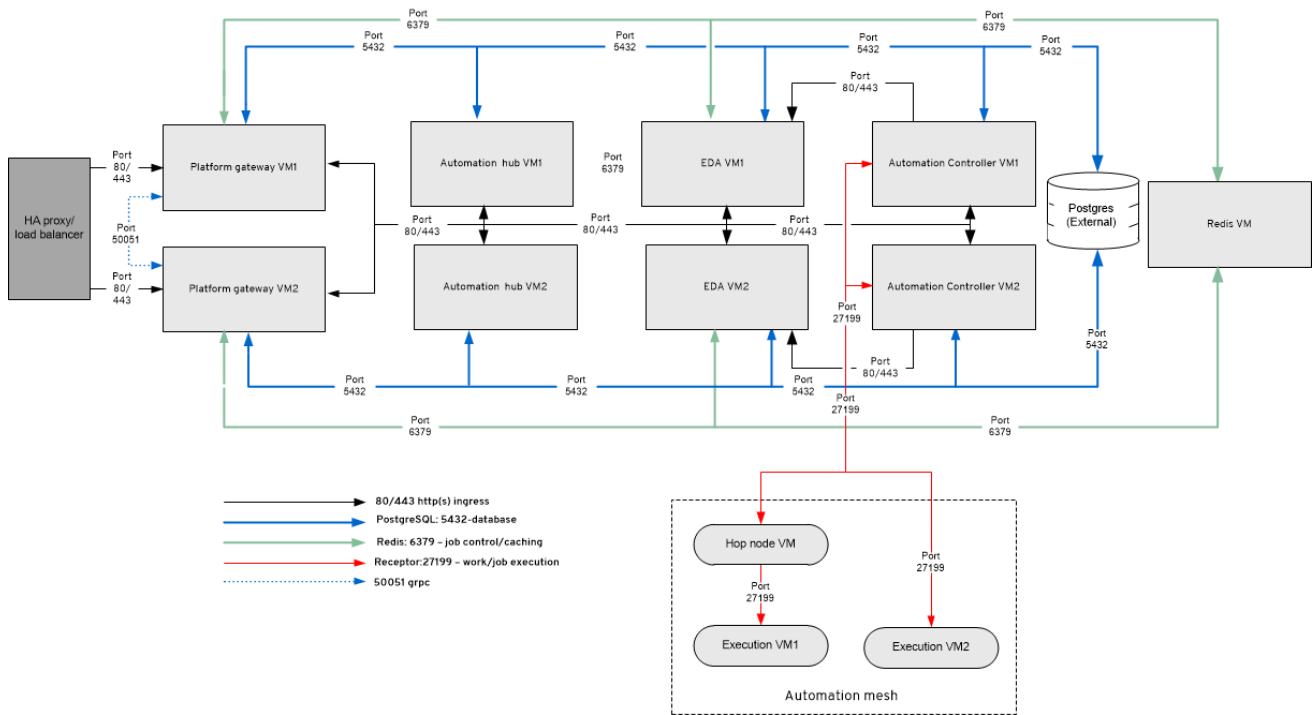 Port
6379
Port
6379
Port
5432
Port
5432
Port
5432
Port
5432
Port
80/443
Port
80/
443
Platform gateway VM1
Automation hub VM1
Port
6379
EDA VM1
Automation Controller VM1
HA proxy/
load balancer
Port
50051
Port
80/443
Port
80/443
Port
80/443
Postgres
(External)
Redis VM
Port
80/
443
Platform gateway VM2
Automation hub VM2
EDA VM2
Automation Controller VM2
Port
27199
Port
5432
Port
80/443
Port
5432
Port
5432
Port
5432
Port
27199
Port
6379
Port
6379
80/443 http(s) ingress
PostgreSQL: 5432-database
Redis: 6379 – job control/caching
Receptor:27199 – work/job execution
50051 grpc
Hop node VM
Port
27199
Port
27199
Execution VM1
Execution VM2
Automation mesh